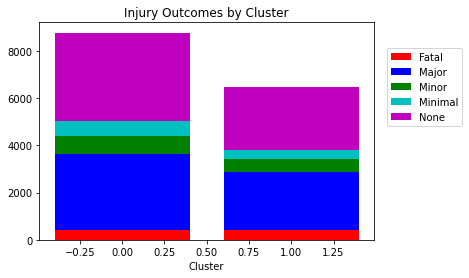 Injury Outcomes by Cluster
8000
6000
4000
2000
0
−0.25
0.00
0.25
0.50
0.75
1.00
1.25
Cluster
Fatal
Major
Minor
Minimal
None